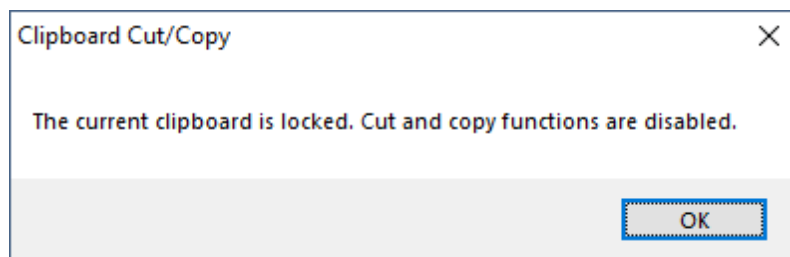 Clipboard Cut/Copy
The current clipboard is locked. Cut and copy functions are disabled.
OK